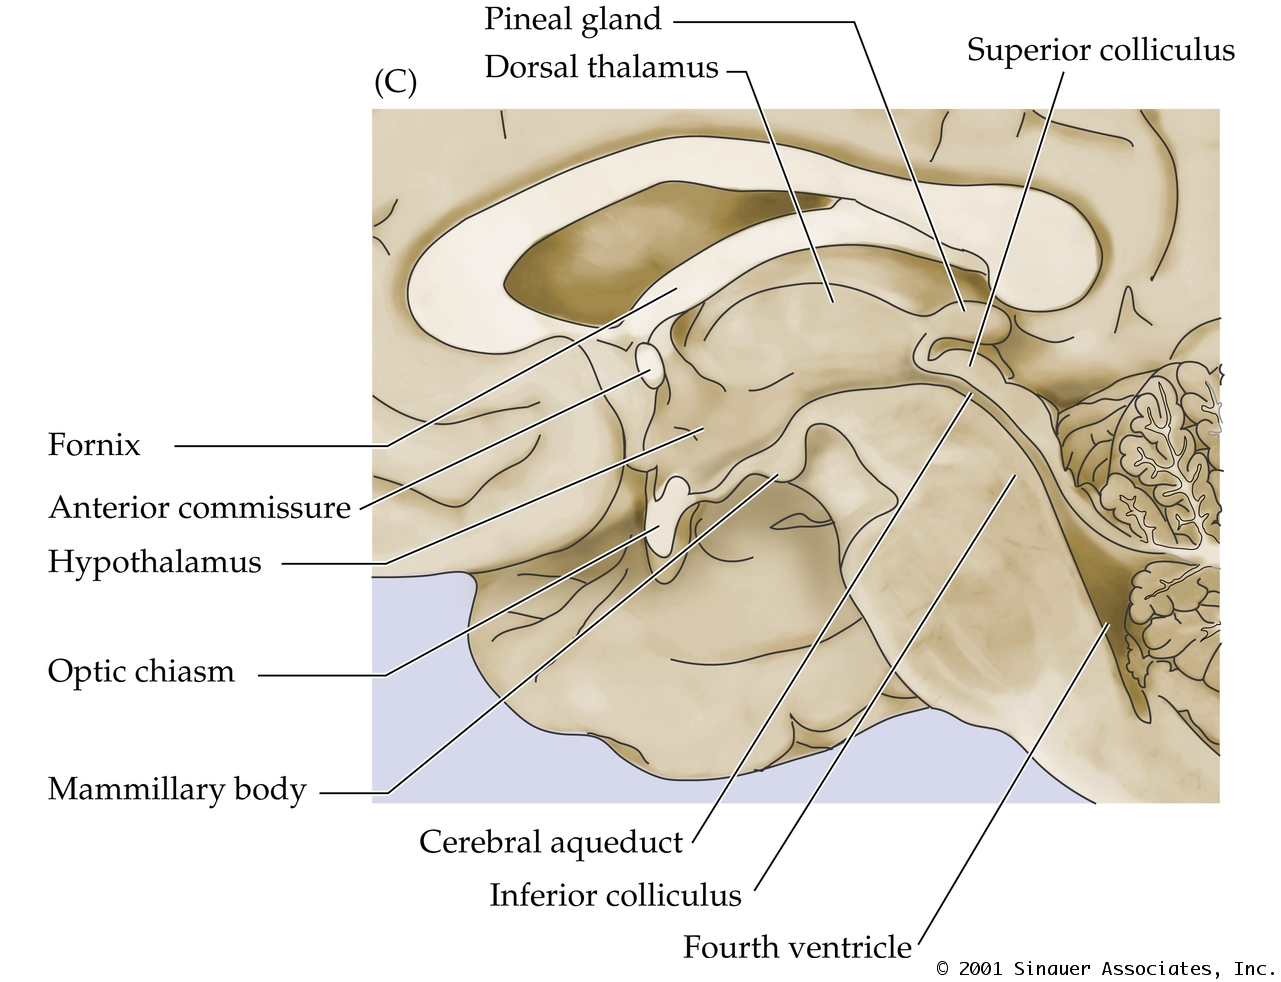 Pineal gland
Superior colliculus
Dorsal thalamus
(C)
Fornix
Anterior commissure
Hypothalamus
Optic chiasm
Mammillary body
Cerebral aqueduct
Inferior colliculus
Fourth ventricle
© 2001 Sinauer Associates, Inc.